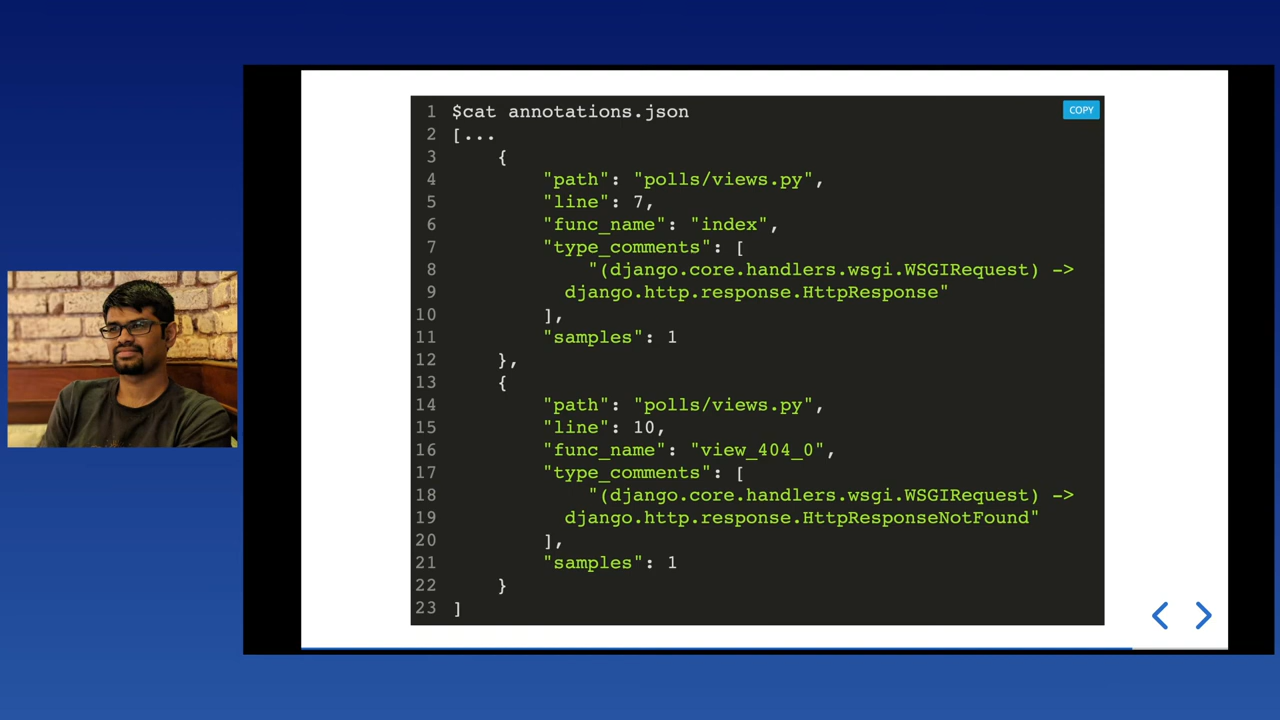 1 $cat annotations.json
COPY
2 [...
3 {
4 "path": "polls/views.py",
5 "line": 7,
6 "func_name": "index",
7 "type_comments": [
8 "(django.core.handlers.wsgi.WSGIRequest) ->
9 django.http.response.HttpResponse"
10 ],
11 "samples": 1
12 },
13 {
14 "path": "polls/views.py",
15 "line": 10,
16 "func_name": "view_404_0",
17 "type_comments": [
18 "(django.core.handlers.wsgi.WSGIRequest) ->
19 django.http.response.HttpResponseNotFound"
20 ],
21 "samples": 1
22 }
23 ]